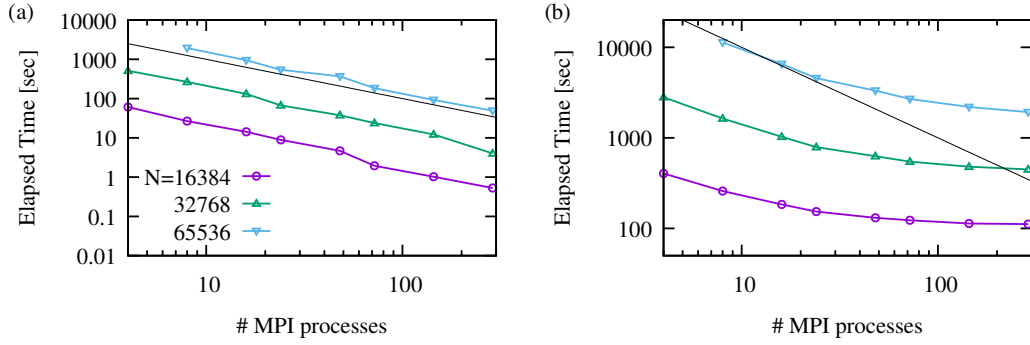 (a)
Elapsed Time [sec]
10000
1000
100
10
1
0.1
0.01
N=16384
32768
65536
10
100
# MPI processes
(b)
Elapsed Time [sec]
10000
1000
100
10
100
# MPI processes